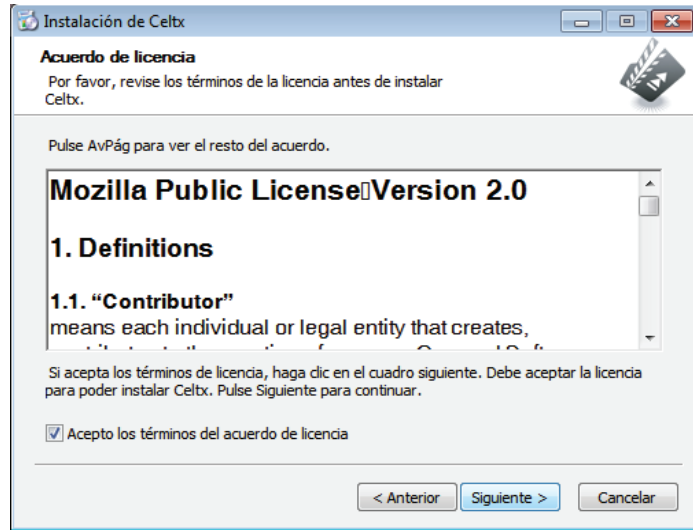 Instalación de Celtx
Acuerdo de licencia
Por favor, revise los términos de la licencia antes de instalar
Celtx.
Pulse AvPág para ver el resto del acuerdo.
Mozilla Public License▯Version 2.0
1. Definitions
1.1. “Contributor”
means each individual or legal entity that creates,
Si acepta los términos de licencia, haga clic en el cuadro siguiente. Debe aceptar la licencia
para poder instalar Celtx. Pulse Siguiente para continuar.
Acepto los términos del acuerdo de licencia
< Anterior Siguiente > Cancelar